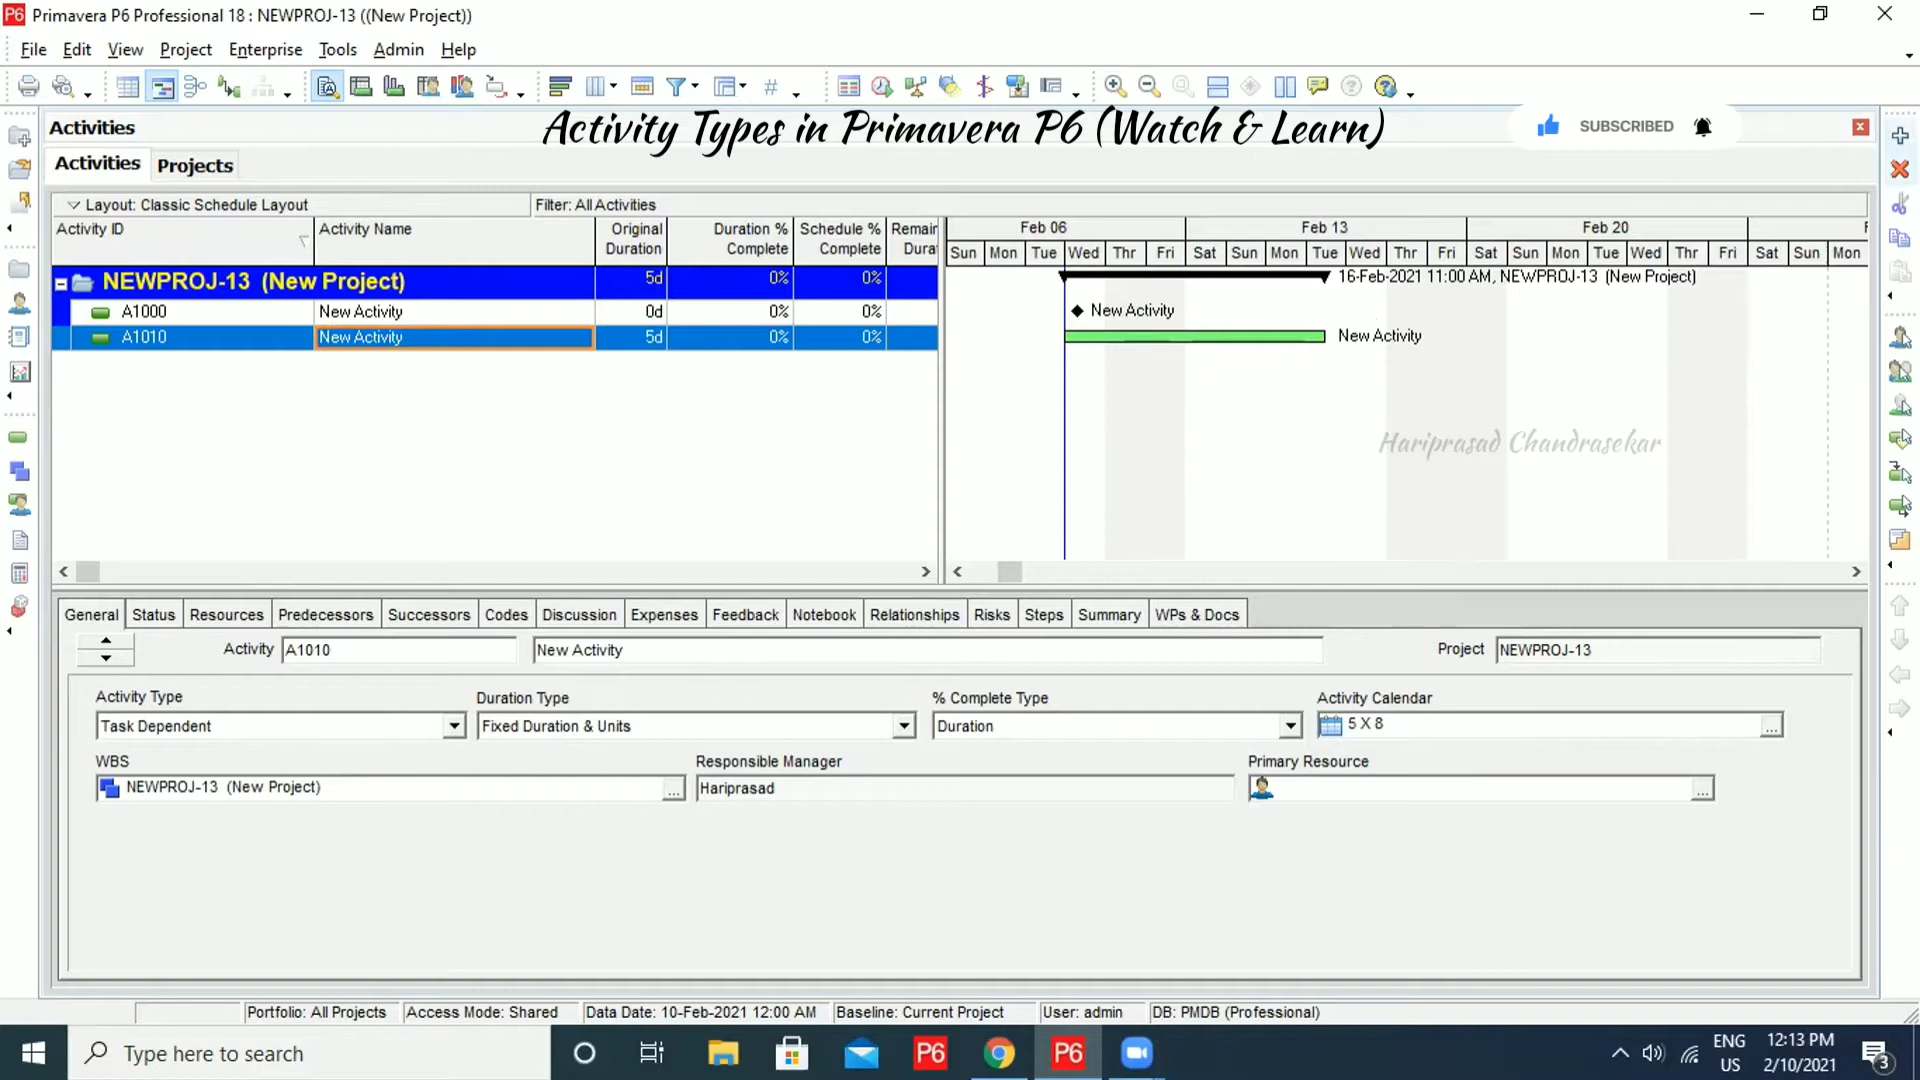 P6 Primavera P6 Professional 18 : NEWPROJ-13 ((New Project))
File Edit View Project Enterprise Tools Admin Help
Activities
Activity Types in Primavera P6 (Watch & Learn)
SUBSCRIBED
Activities Projects
Layout: Classic Schedule Layout Filter: All Activities
Activity ID Activity Name Original Duration Duration % Complete Schedule % Complete Remain Durat
Feb 06 Feb 13 Feb 20 F
Sun Mon Tue Wed Thr Fri Sat Sun Mon Tue Wed Thr Fri Sat Sun Mon Tue Wed Thr Fri Sat Sun Mon
NEWPROJ-13 (New Project) 5d 0% 0% 16-Feb-2021 11:00 AM, NEWPROJ-13 (New Project)
A1000 New Activity 0d 0% 0% New Activity
A1010 New Activity 5d 0% 0% New Activity
Hariprasad Chandrasekar
General Status Resources Predecessors Successors Codes Discussion Expenses Feedback Notebook Relationships Risks Steps Summary WPs & Docs
Activity A1010 New Activity Project NEWPROJ-13
Activity Type Duration Type % Complete Type Activity Calendar
Task Dependent Fixed Duration & Units Duration 5 X 8
WBS Responsible Manager Primary Resource
NEWPROJ-13 (New Project) Hariprasad
Portfolio: All Projects Access Mode: Shared Data Date: 10-Feb-2021 12:00 AM Baseline: Current Project User: admin DB: PMDB (Professional)
Type here to search P6 P6 ENG US 12:13 PM 2/10/2021 3